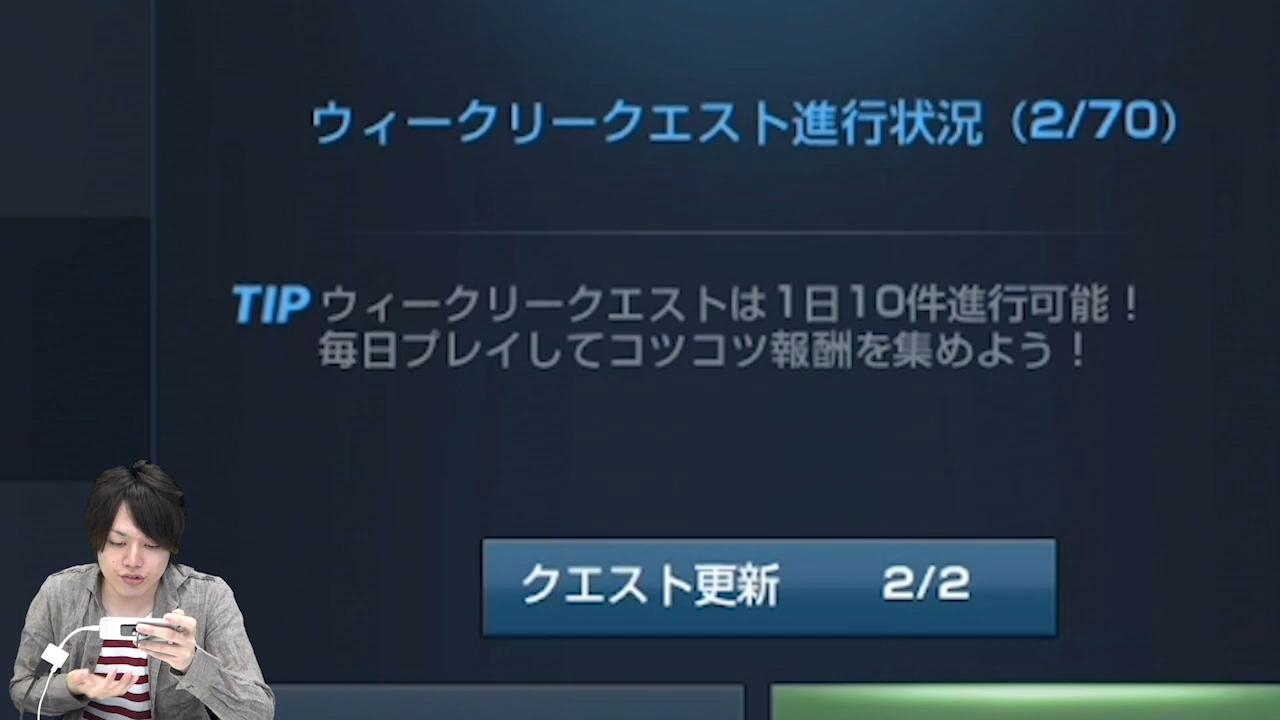 ウィークリークエスト進行状況（2/70）
TIP ウィークリークエストは1日10件進行可能！
毎日プレイしてコツコツ報酬を集めよう！
クエスト更新 2/2